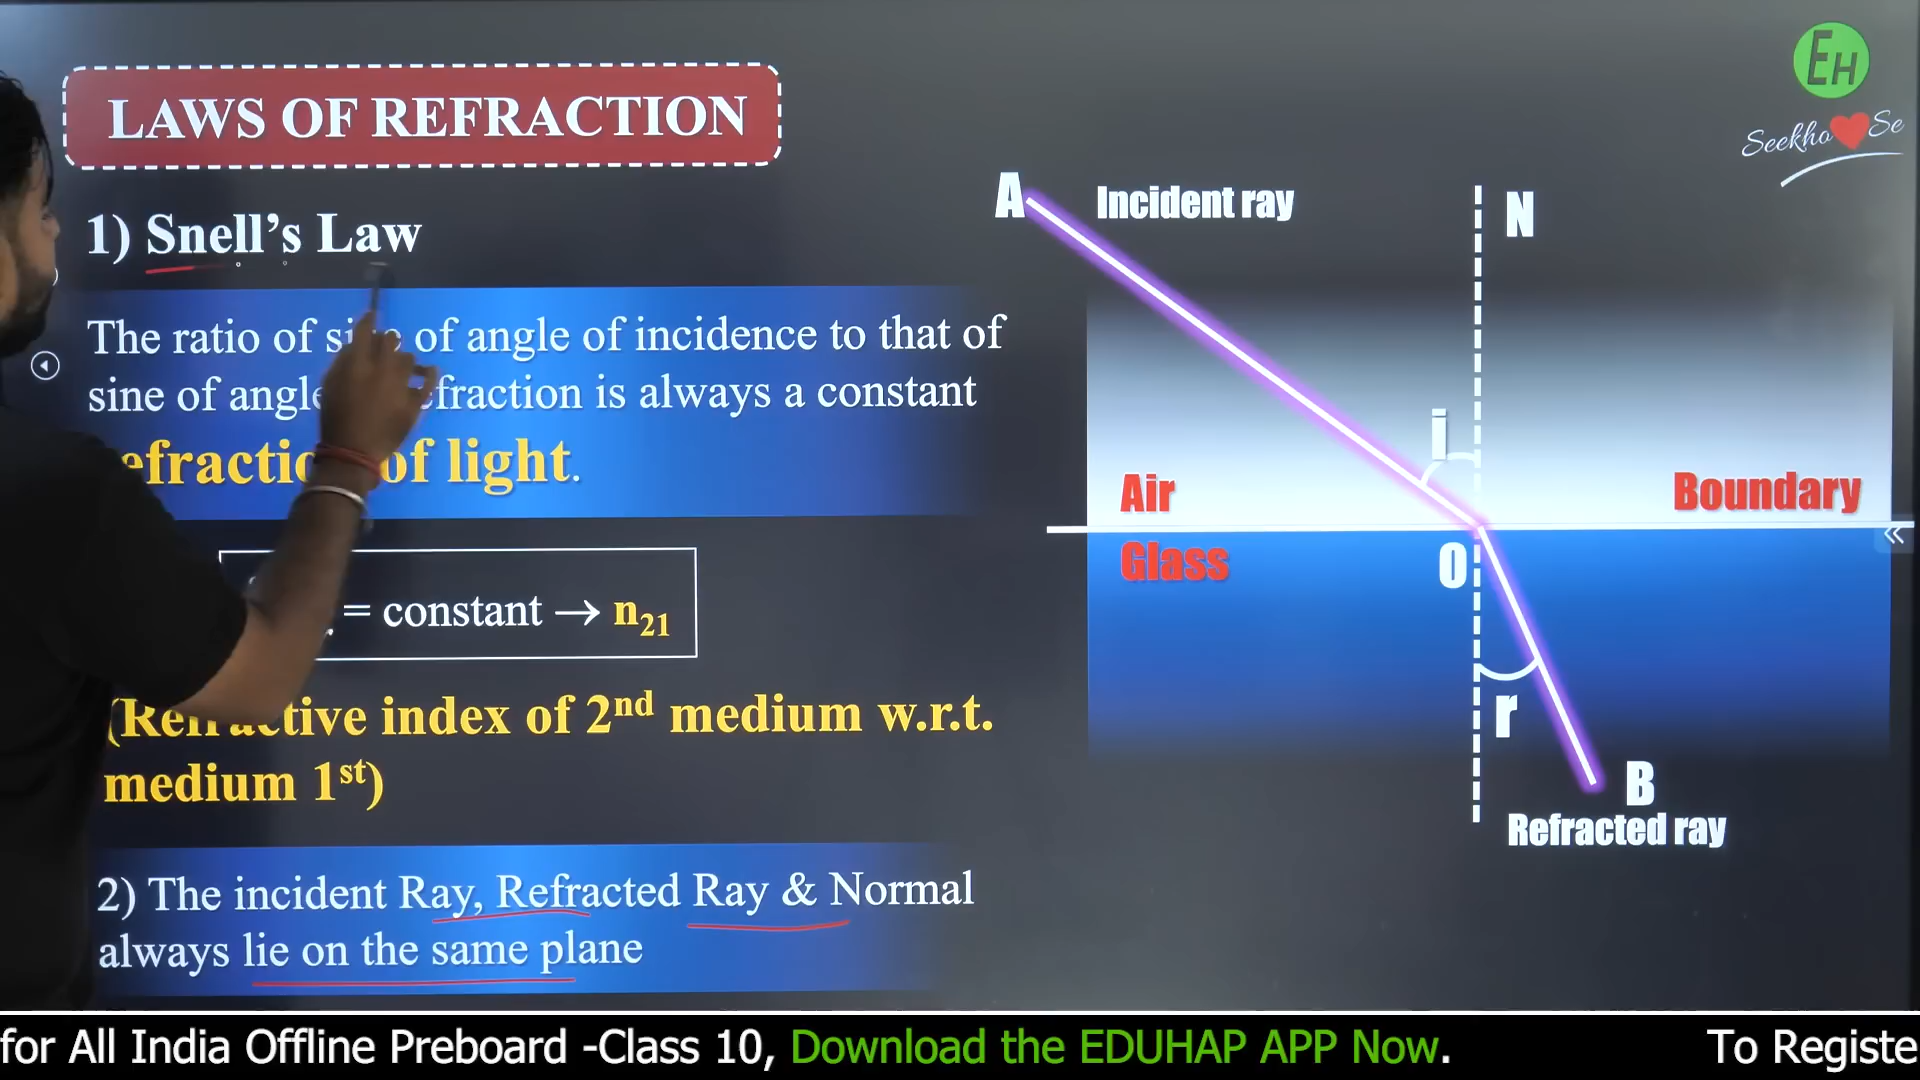 LAWS OF REFRACTION
1) Snell's Law
The ratio of of angle of incidence to that of
sine of angle is always a constant
of light.
= constant → n21
index of 2nd medium w.r.t.
medium 1st)
2) The incident Ray, Refracted Ray & Normal
always lie on the same plane
A
Incident ray
N
i
Air
Boundary
Glass
O
r
B
Refracted ray
EH
Seekho Se
for All India Offline Preboard -Class 10, Download the EDUHAP APP Now.
To Registe